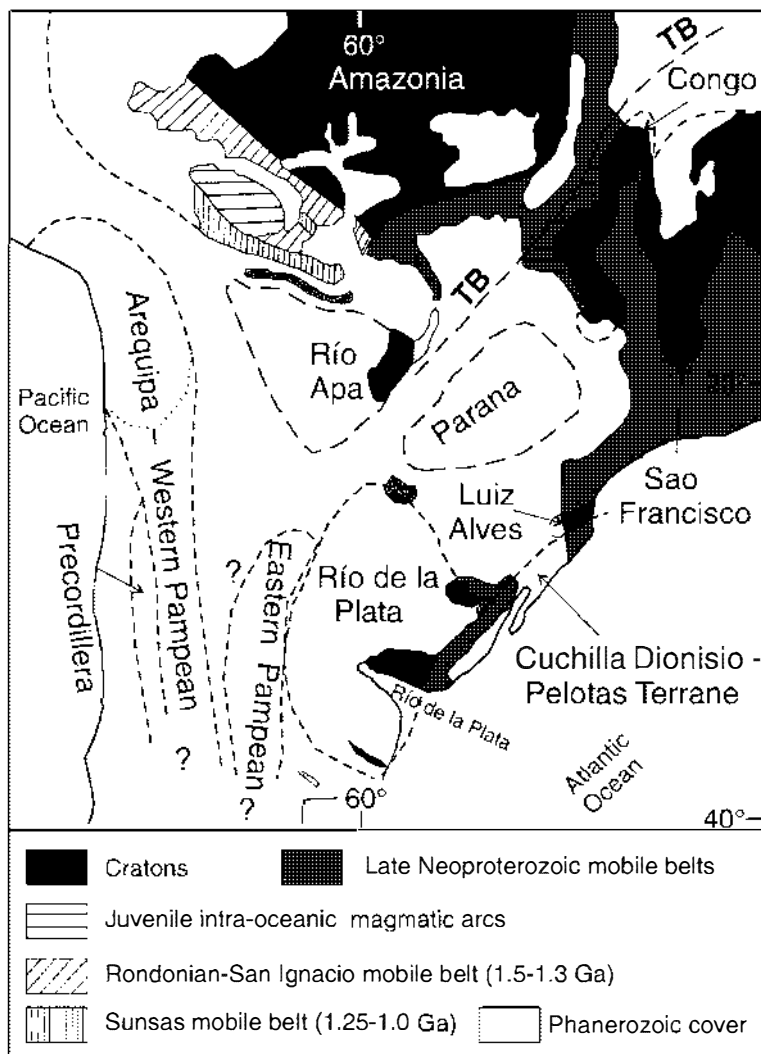 60°
Amazonia
TB
Congo
TB
Arequipa
Río
Apa
Pacific
Ocean
Parana
Western Pampean
Luiz
Alves
Sao
Francisco
Precordillera
?
Eastern Pampean
Río de la
Plata
Cuchilla Dionisio -
Pelotas Terrane
Río de la Plata
Atlantic
Ocean
?
?
60°
40°
Cratons
Late Neoproterozoic mobile belts
Juvenile intra-oceanic magmatic arcs
Rondonian-San Ignacio mobile belt (1.5-1.3 Ga)
Sunsas mobile belt (1.25-1.0 Ga)
Phanerozoic cover